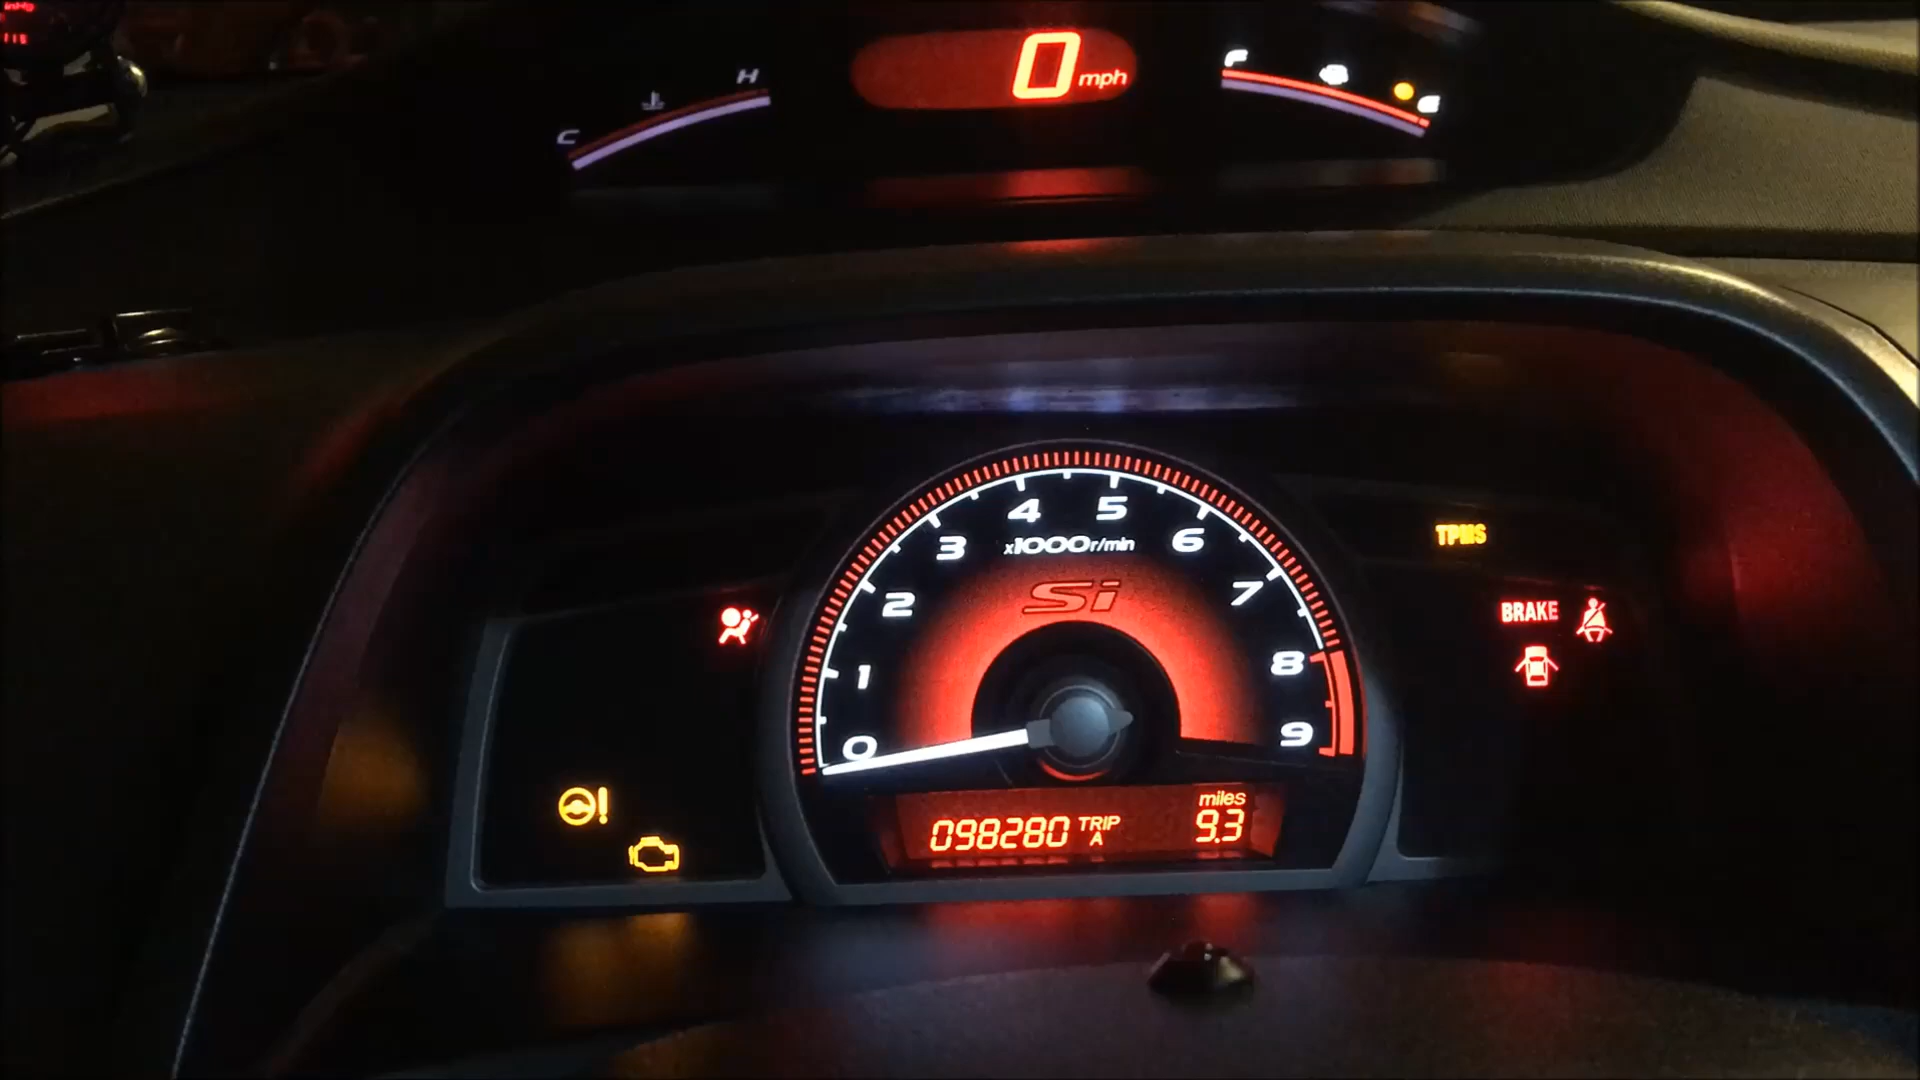 inHg
H
0 mph
F
C
E
4 5
3 x1000r/min 6
TPMS
2 Si 7
BRAKE
1 8
0 9
miles
098280 TRIP A 9.3